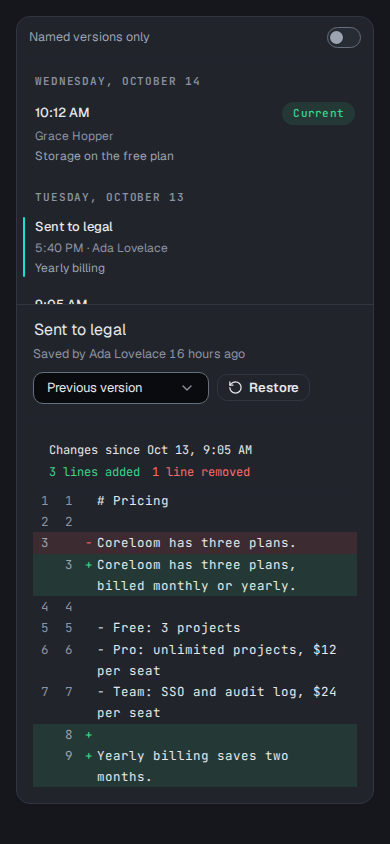 Named versions only
WEDNESDAY, OCTOBER 14
10:12 AM
Current
Grace Hopper
Storage on the free plan
TUESDAY, OCTOBER 13
Sent to legal
5:40 PM · Ada Lovelace
Yearly billing
9:05 AM
Sent to legal
Saved by Ada Lovelace 16 hours ago
Previous version
Restore
Changes since Oct 13, 9:05 AM
3 lines added 1 line removed
1 1 # Pricing
2 2
3 - Coreloom has three plans.
3 + Coreloom has three plans,
billed monthly or yearly.
4 4
5 5 - Free: 3 projects
6 6 - Pro: unlimited projects, $12
per seat
7 7 - Team: SSO and audit log, $24
per seat
8 +
9 + Yearly billing saves two
months.